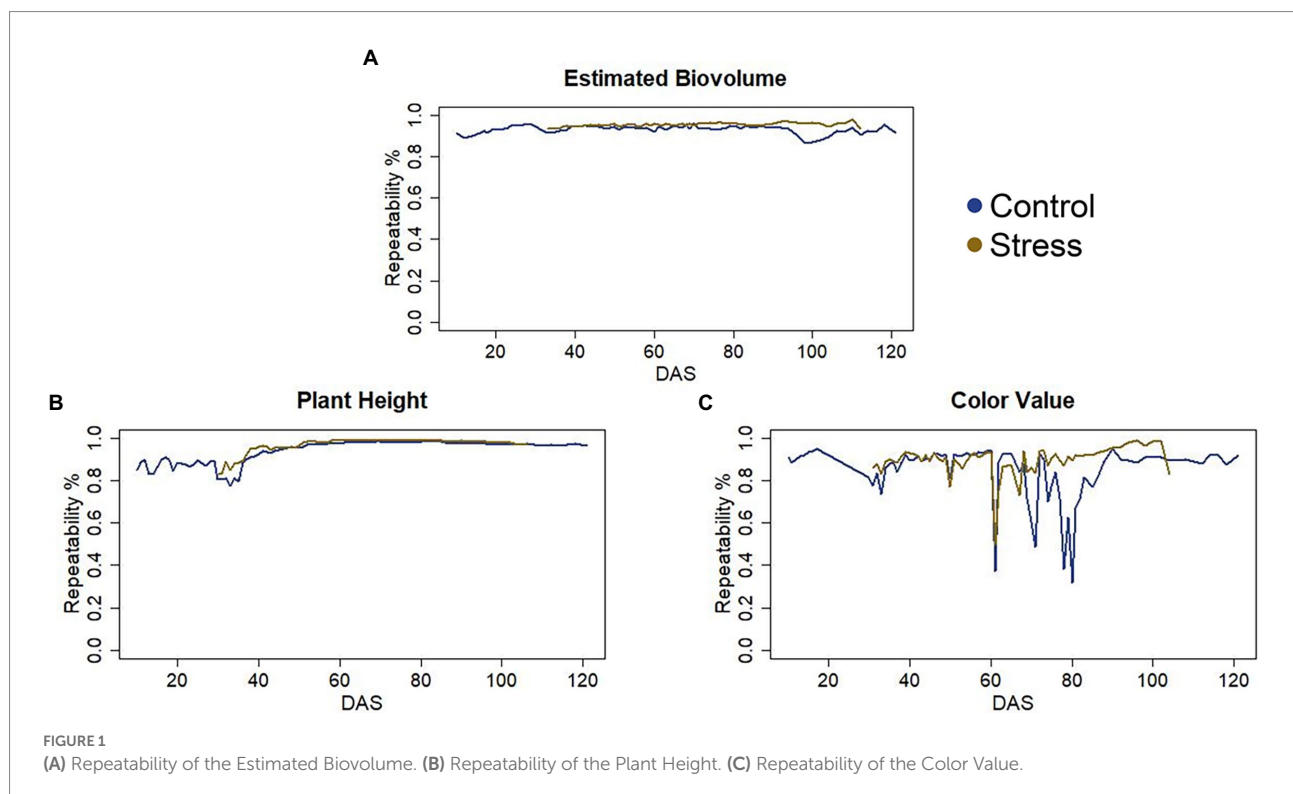 A
Estimated Biovolume
Repeatability %
0.0 0.2 0.4 0.6 0.8 1.0
20 40 60 80 100 120
DAS
Control
Stress
B
Plant Height
Repeatability %
0.0 0.2 0.4 0.6 0.8 1.0
20 40 60 80 100 120
DAS
C
Color Value
Repeatability %
0.0 0.2 0.4 0.6 0.8 1.0
20 40 60 80 100 120
DAS
FIGURE 1
(A) Repeatability of the Estimated Biovolume. (B) Repeatability of the Plant Height. (C) Repeatability of the Color Value.